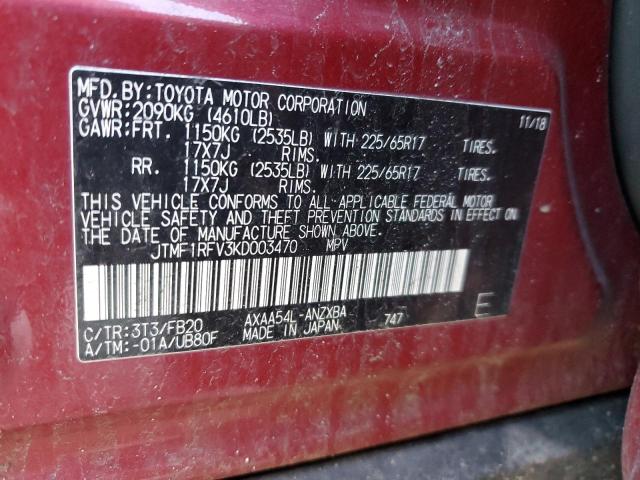 MFD.BY:TOYOTA MOTOR CORPORATION 11/18
GVWR:2090KG (4610LB)
GAWR:FRT. 1150KG (2535LB) WITH 225/65R17 TIRES.
17X7J RIMS.
RR. 1150KG (2535LB) WITH 225/65R17 TIRES.
17X7J RIMS.
THIS VEHICLE CONFORMS TO ALL APPLICABLE FEDERAL MOTOR
VEHICLE SAFETY AND THEFT PREVENTION STANDARDS IN EFFECT ON
THE DATE OF MANUFACTURE SHOWN ABOVE.
JTMF1RFV3KD003470 MPV
C/TR:3T3/FB20 AXAA54L-ANZXBA 747 E
A/TM:-01A/UB80F MADE IN JAPAN